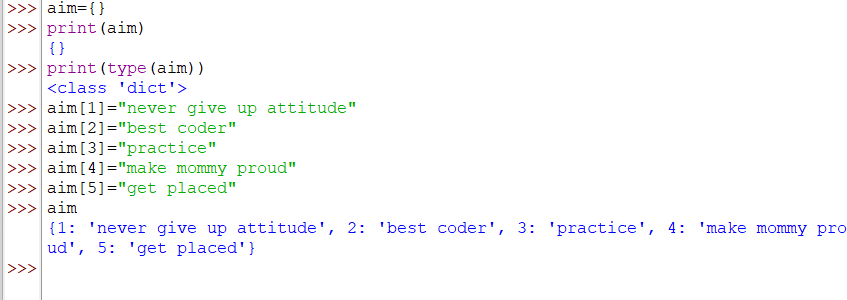 >>> aim={}
>>> print(aim)
{}
>>> print(type(aim))
<class 'dict'>
>>> aim[1]="never give up attitude"
>>> aim[2]="best coder"
>>> aim[3]="practice"
>>> aim[4]="make mommy proud"
>>> aim[5]="get placed"
>>> aim
{1: 'never give up attitude', 2: 'best coder', 3: 'practice', 4: 'make mommy pro
ud', 5: 'get placed'}
>>>